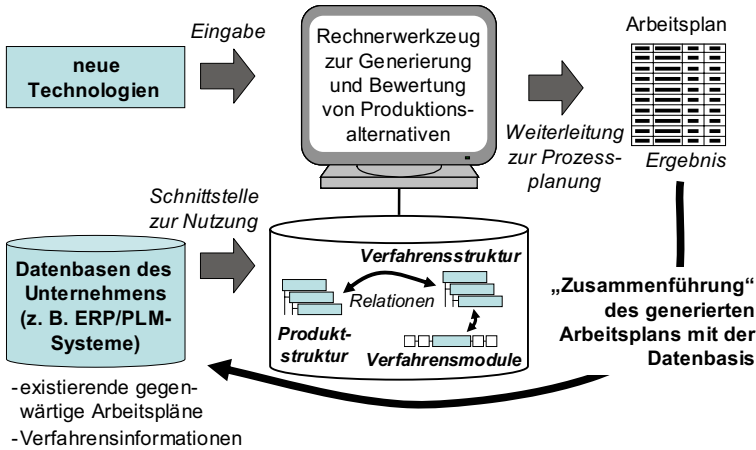 neue
Technologien
Eingabe
Rechnerwerkzeug
zur Generierung
und Bewertung
von Produktions-
alternativen
Weiterleitung
zur Prozess-
planung
Arbeitsplan
Ergebnis
Schnittstelle
zur Nutzung
Datenbasen des
Unternehmens
(z. B. ERP/PLM-
Systeme)
-existierende gegen-
wärtige Arbeitspläne
-Verfahrensinformationen
Verfahrensstruktur
Relationen
Produkt-
struktur
Verfahrensmodule
„Zusammenführung“
des generierten
Arbeitsplans mit der
Datenbasis